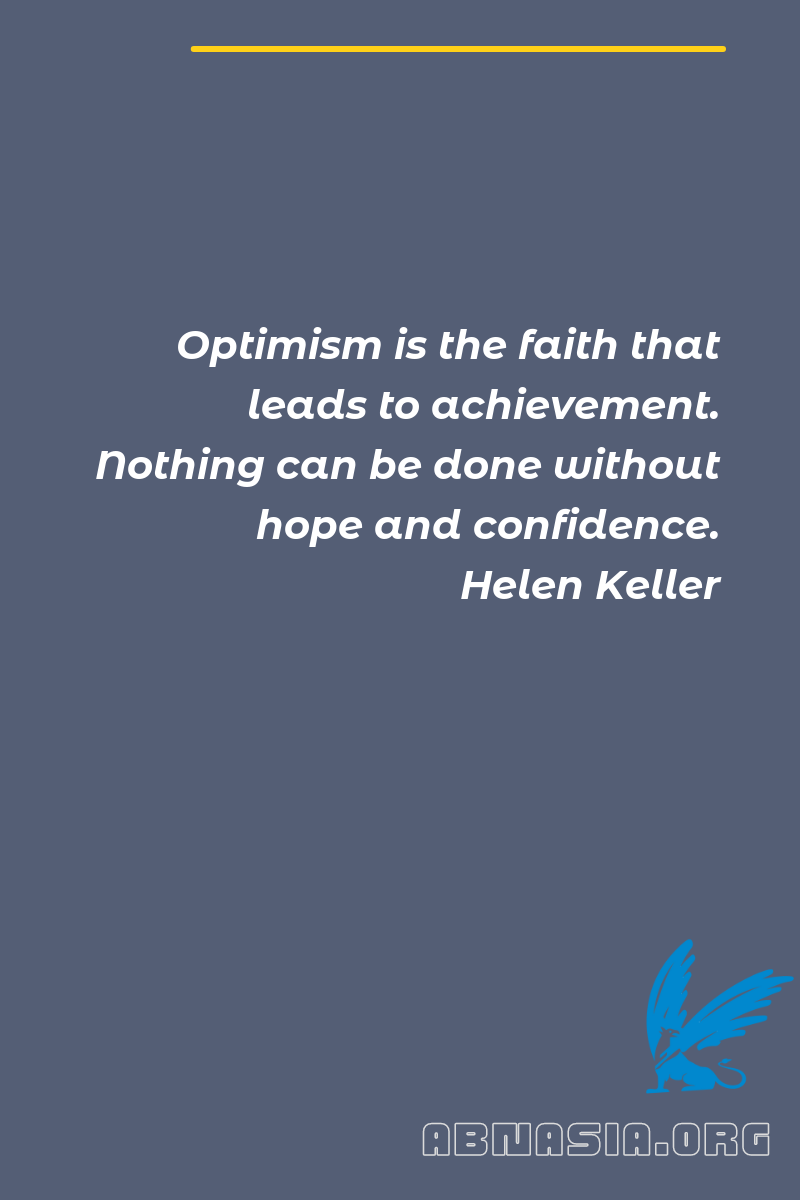 Optimism is the faith that
leads to achievement.
Nothing can be done without
hope and confidence.
Helen Keller
ABNASIA.ORG